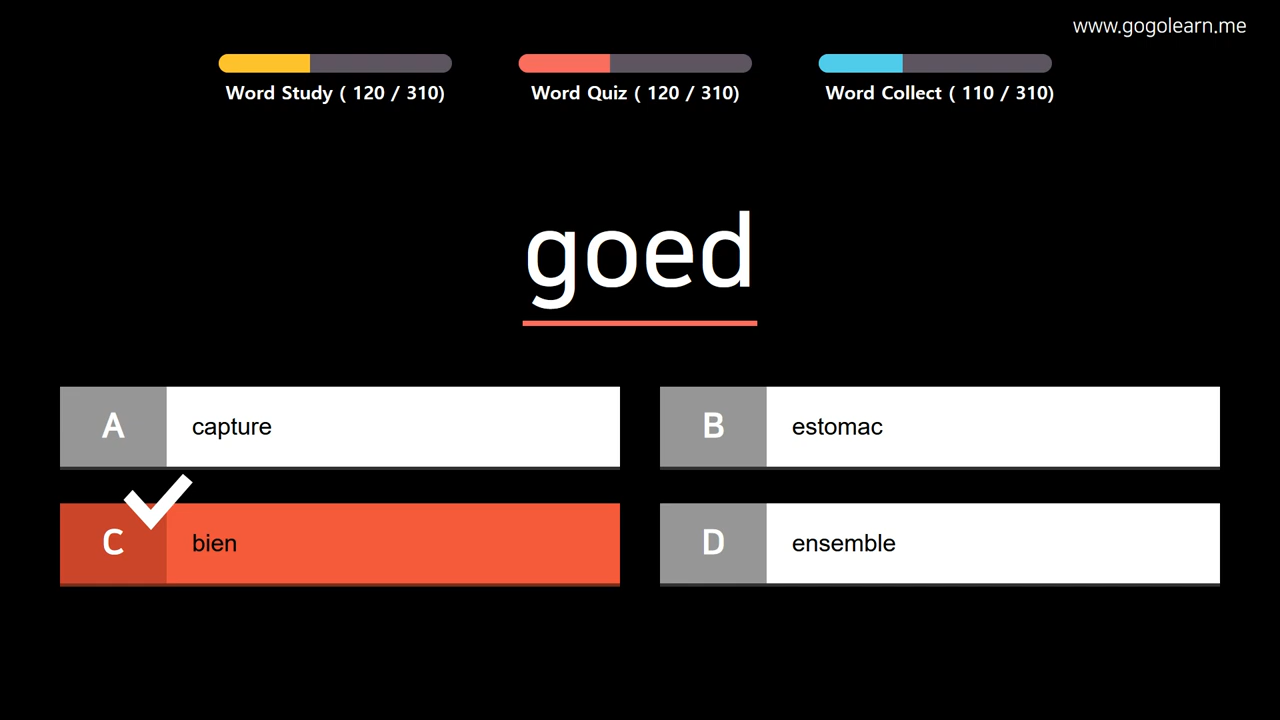 www.gogolearn.me
Word Study ( 120 / 310)
Word Quiz ( 120 / 310)
Word Collect ( 110 / 310)
goed
A capture
B estomac
C bien
D ensemble